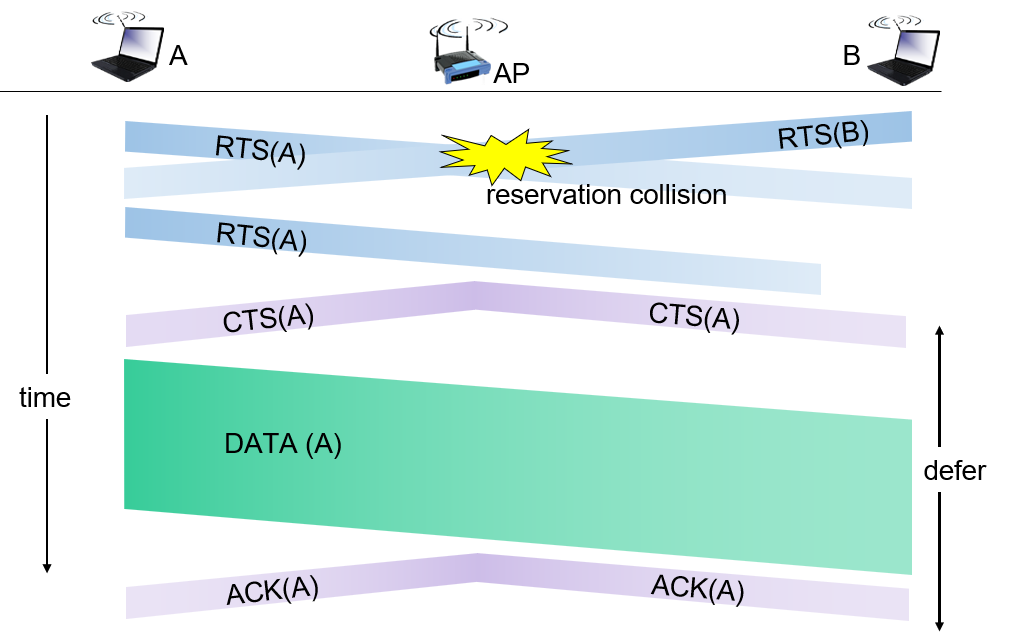 A
AP
B
RTS(A)
RTS(B)
reservation collision
RTS(A)
CTS(A)
CTS(A)
time
DATA (A)
defer
ACK(A)
ACK(A)